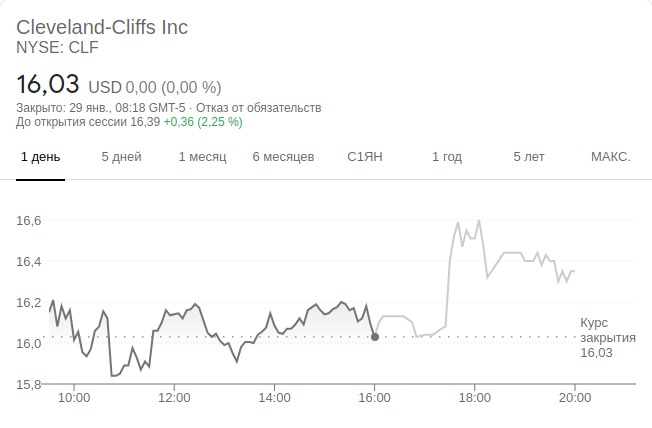 Cleveland-Cliffs Inc
NYSE: CLF
16,03 USD 0,00 (0,00 %)
Закрыто: 29 янв., 08:18 GMT-5 · Отказ от обязательств
До открытия сессии 16,39 +0,36 (2,25 %)
1 день 5 дней 1 месяц 6 месяцев С1ЯН 1 год 5 лет МАКС.
16,6
16,4
16,2
16,0
15,8
Курс
закрытия
16,03
10:00 12:00 14:00 16:00 18:00 20:00